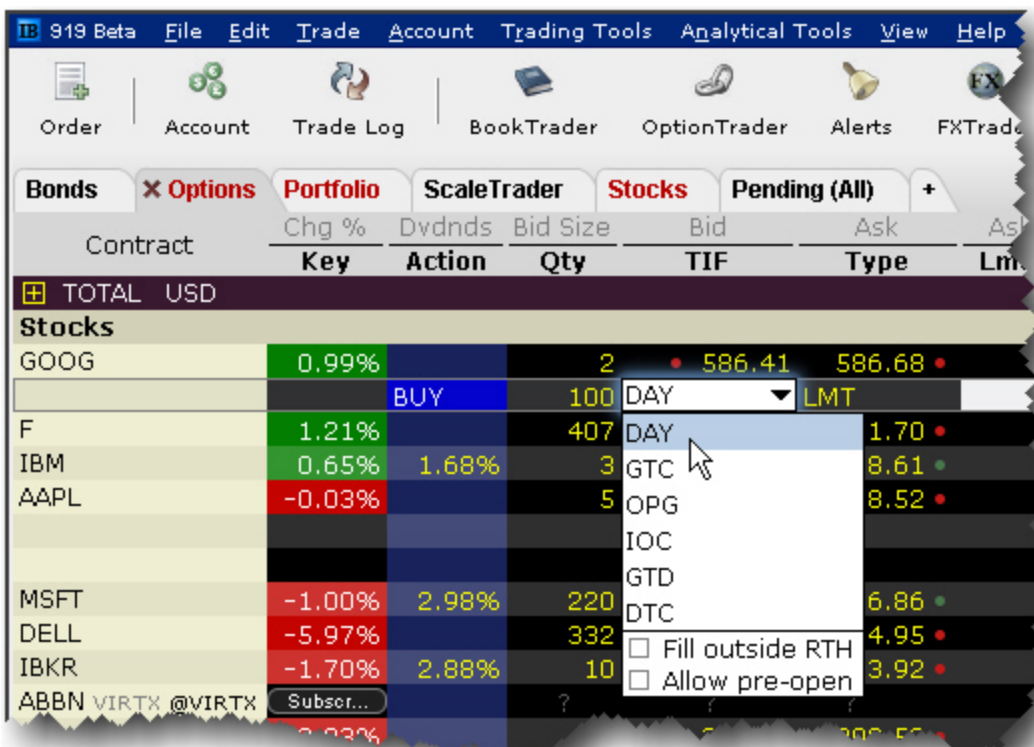 IB 919 Beta File Edit Trade Account Trading Tools Analytical Tools View Help
Order Account Trade Log BookTrader OptionTrader Alerts FXTrade
Bonds Options Portfolio ScaleTrader Stocks Pending (All) +
Contract Chg % Dvdnds Bid Size Bid Ask As
Key Action Qty TIF Type Lm
TOTAL USD
Stocks
GOOG 0.99% 2 586.41 586.68
BUY 100 DAY LMT
F 1.21% 407 DAY 1.70
IBM 0.65% 1.68% 3 GTC 8.61
AAPL -0.03% 5 OPG 8.52
IOC
GTD
MSFT -1.00% 2.98% 220 DTC 6.86
DELL -5.97% 332 Fill outside RTH 4.95
IBKR -1.70% 2.88% 10 Allow pre-open 3.92
ABBN VIRTX @VIRTX Subscr... ? ? ?